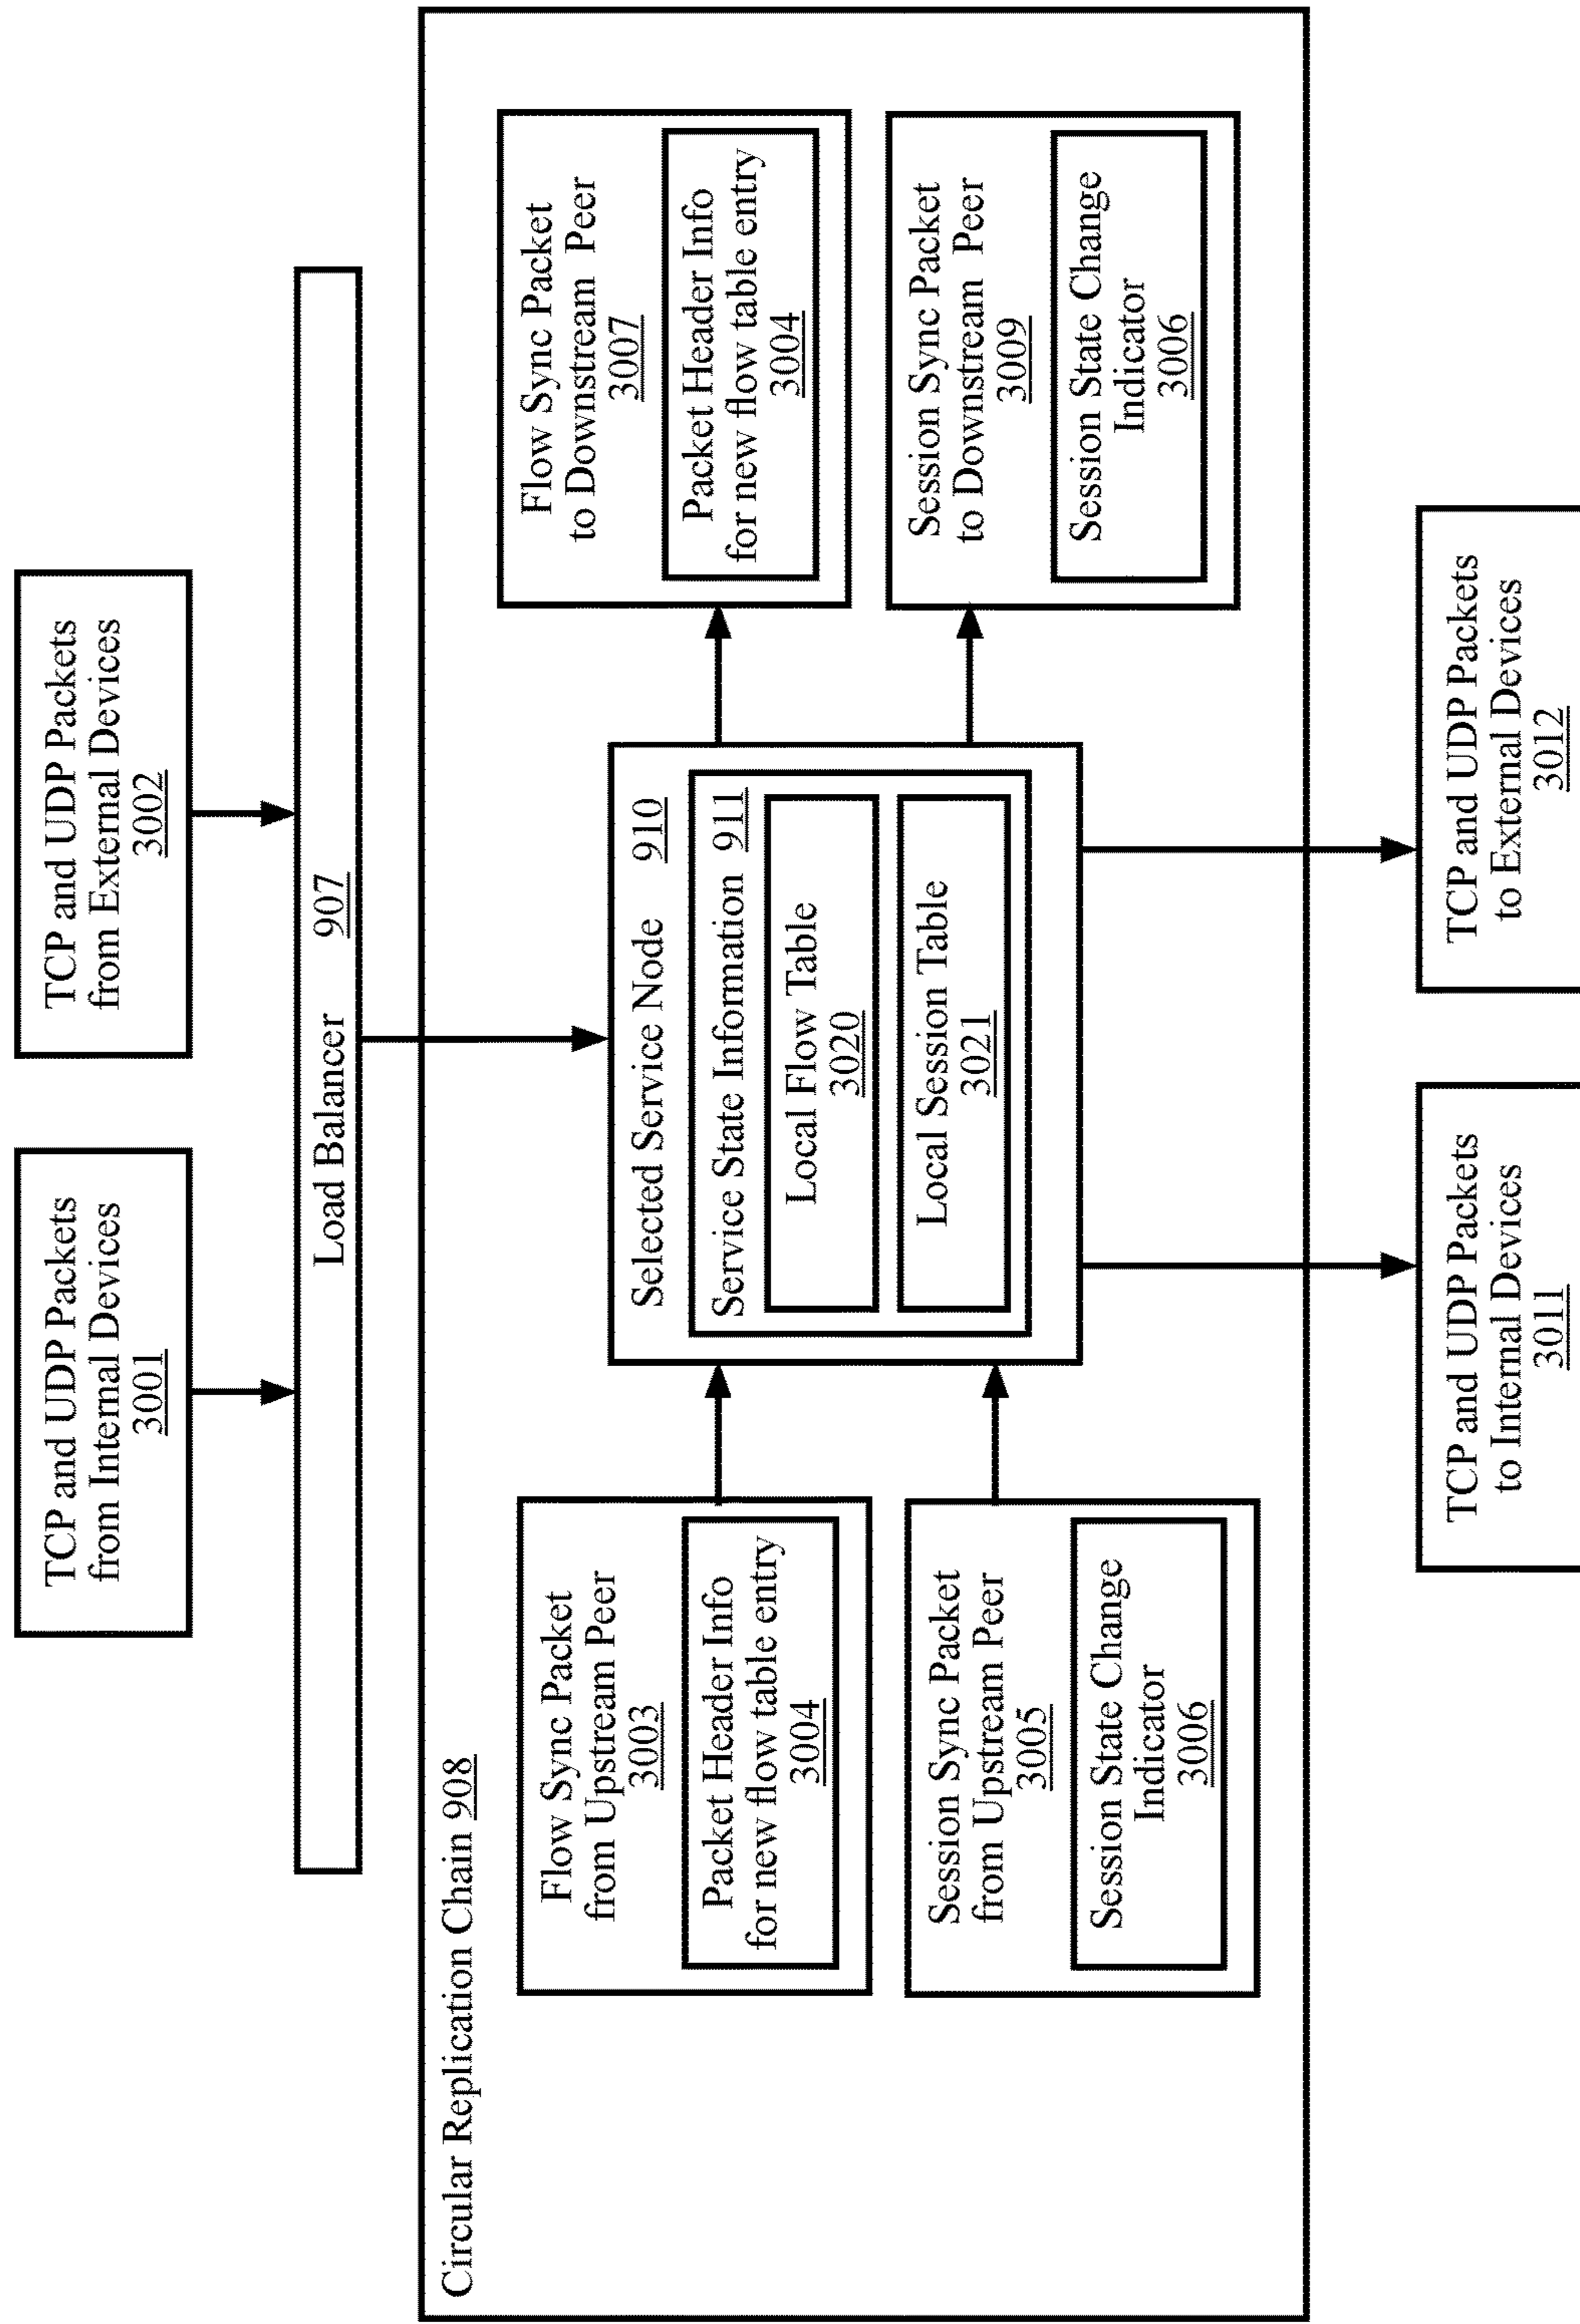 TCP and UDP Packets
from Internal Devices
3001
TCP and UDP Packets
from External Devices
3002
Load Balancer 907
Circular Replication Chain 908
Flow Sync Packet
from Upstream Peer
3003
Packet Header Info
for new flow table entry
3004
Session Sync Packet
from Upstream Peer
3005
Session State Change
Indicator
3006
Selected Service Node 910
Service State Information 911
Local Flow Table
3020
Local Session Table
3021
Flow Sync Packet
to Downstream Peer
3007
Packet Header Info
for new flow table entry
3004
Session Sync Packet
to Downstream Peer
3009
Session State Change
Indicator
3006
TCP and UDP Packets
to Internal Devices
3011
TCP and UDP Packets
to External Devices
3012